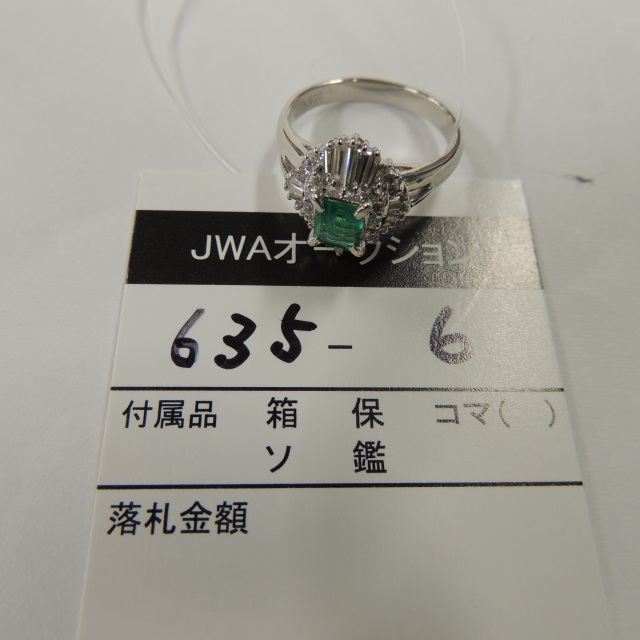 JWAオークション
635-6
付属品 箱 保 コマ( )
ソ 鑑
落札金額